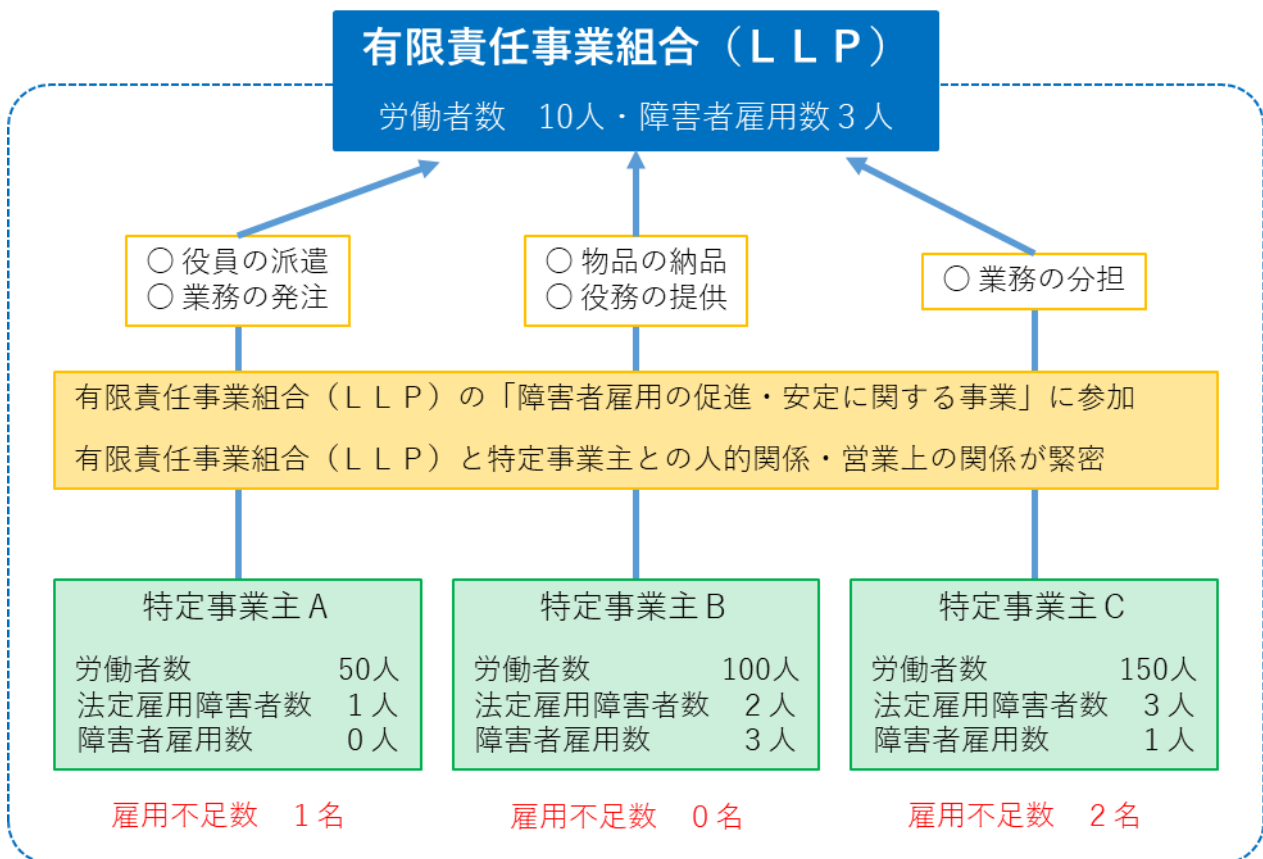 有限責任事業組合（ＬＬＰ）
労働者数　10人・障害者雇用数３人
○ 役員の派遣
○ 業務の発注
○ 物品の納品
○ 役務の提供
○ 業務の分担
有限責任事業組合（ＬＬＰ）の「障害者雇用の促進・安定に関する事業」に参加
有限責任事業組合（ＬＬＰ）と特定事業主との人的関係・営業上の関係が緊密
特定事業主Ａ
労働者数　50人
法定雇用障害者数　１人
障害者雇用数　０人
雇用不足数　１名
特定事業主Ｂ
労働者数　100人
法定雇用障害者数　２人
障害者雇用数　３人
雇用不足数　０名
特定事業主Ｃ
労働者数　150人
法定雇用障害者数　３人
障害者雇用数　１人
雇用不足数　２名